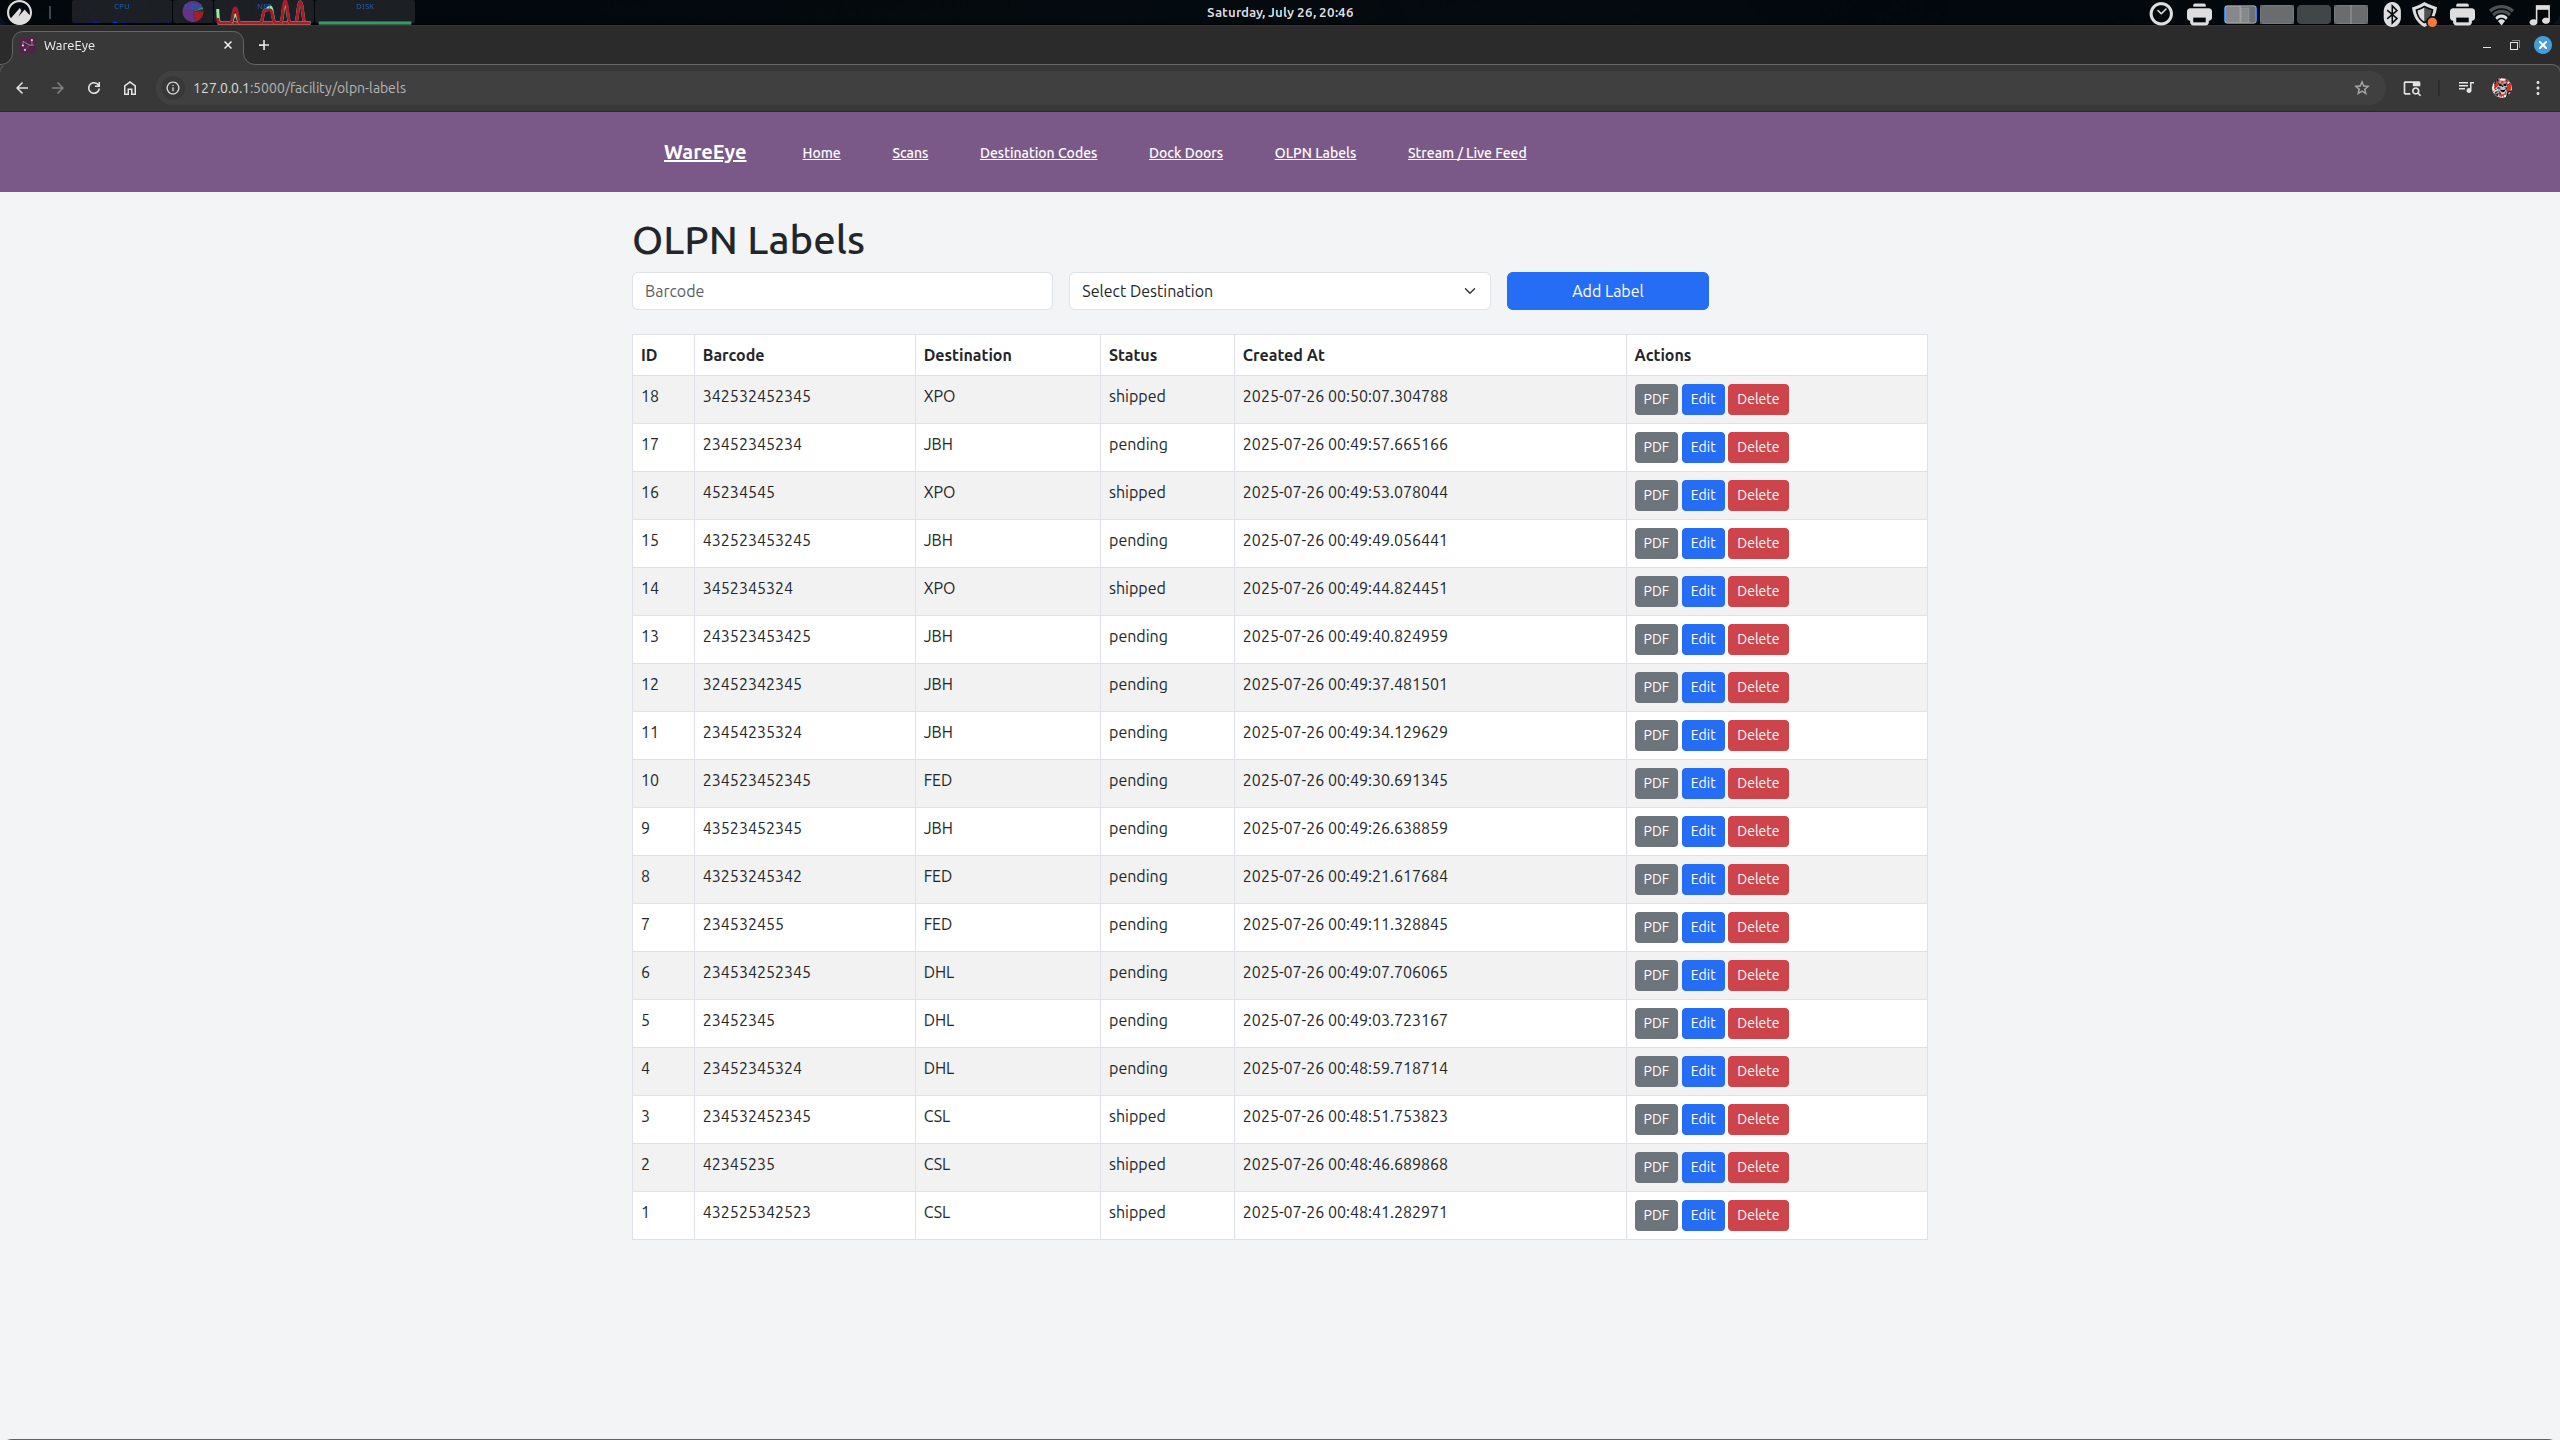 CPU DISK Saturday, July 26, 20:46
WareEye
127.0.0.1:5000/facility/olpn-labels
WareEye Home Scans Destination Codes Dock Doors OLPN Labels Stream / Live Feed
OLPN Labels
Barcode Select Destination Add Label
ID Barcode Destination Status Created At Actions
18 342532452345 XPO shipped 2025-07-26 00:50:07.304788 PDF Edit Delete
17 23452345234 JBH pending 2025-07-26 00:49:57.665166 PDF Edit Delete
16 45234545 XPO shipped 2025-07-26 00:49:53.078044 PDF Edit Delete
15 432523453245 JBH pending 2025-07-26 00:49:49.056441 PDF Edit Delete
14 3452345324 XPO shipped 2025-07-26 00:49:44.824451 PDF Edit Delete
13 243523453425 JBH pending 2025-07-26 00:49:40.824959 PDF Edit Delete
12 32452342345 JBH pending 2025-07-26 00:49:37.481501 PDF Edit Delete
11 23454235324 JBH pending 2025-07-26 00:49:34.129629 PDF Edit Delete
10 234523452345 FED pending 2025-07-26 00:49:30.691345 PDF Edit Delete
9 43523452345 JBH pending 2025-07-26 00:49:26.638859 PDF Edit Delete
8 43253245342 FED pending 2025-07-26 00:49:21.617684 PDF Edit Delete
7 234532455 FED pending 2025-07-26 00:49:11.328845 PDF Edit Delete
6 234534252345 DHL pending 2025-07-26 00:49:07.706065 PDF Edit Delete
5 23452345 DHL pending 2025-07-26 00:49:03.723167 PDF Edit Delete
4 23452345324 DHL pending 2025-07-26 00:48:59.718714 PDF Edit Delete
3 234532452345 CSL shipped 2025-07-26 00:48:51.753823 PDF Edit Delete
2 42345235 CSL shipped 2025-07-26 00:48:46.689868 PDF Edit Delete
1 432525342523 CSL shipped 2025-07-26 00:48:41.282971 PDF Edit Delete